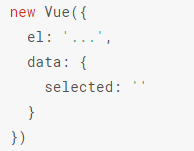 new Vue({
  el: '...',
  data: {
    selected: ''
  }
})